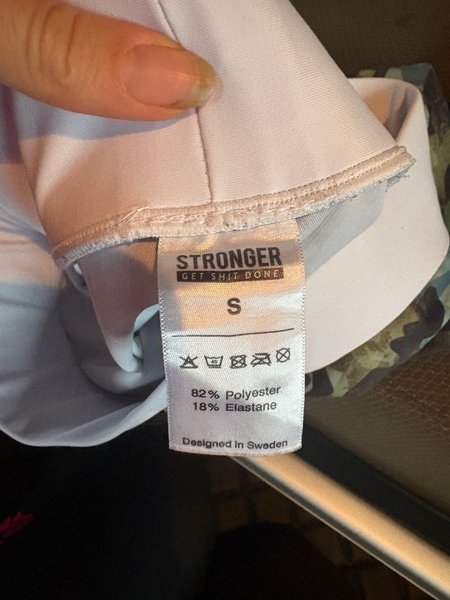 STRONGER
GET SHIT DONE
S
82% Polyester
18% Elastane
Designed in Sweden